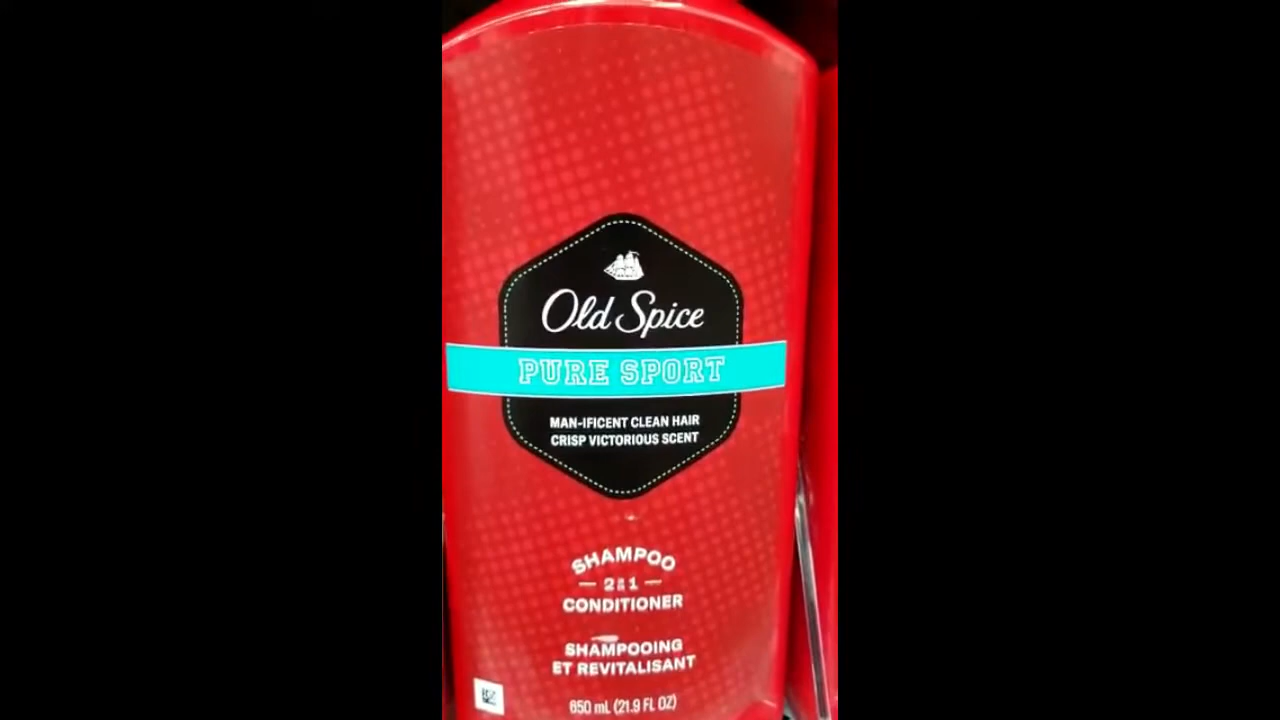 Old Spice
PURE SPORT
MAN-IFICENT CLEAN HAIR
CRISP VICTORIOUS SCENT
SHAMPOO
2 IN 1
CONDITIONER
SHAMPOOING
ET REVITALISANT
650 mL (21.9 FL OZ)